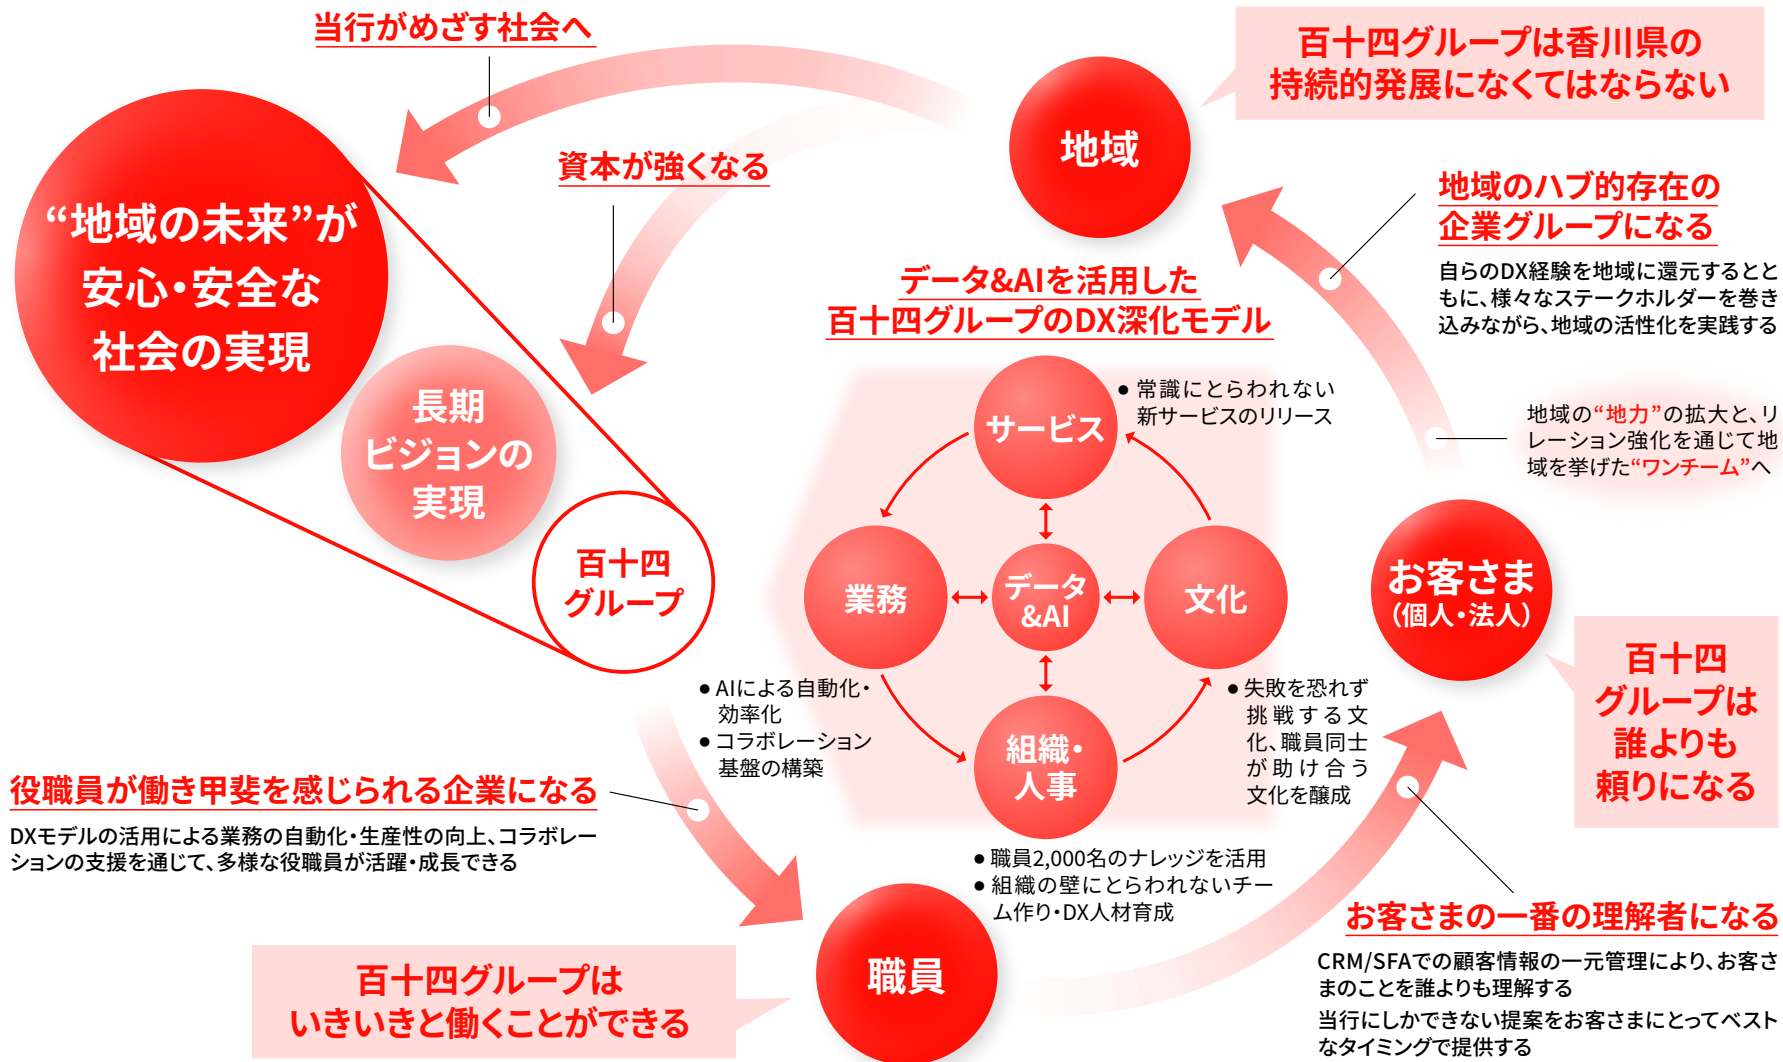 当行がめざす社会へ
百十四グループは香川県の
持続的発展になくてはならない
地域
資本が強くなる
“地域の未来”が
安心・安全な
社会の実現
長期
ビジョンの
実現
百十四
グループ
地域のハブ的存在の
企業グループになる
自らのDX経験を地域に還元するとと
もに、様々なステークホルダーを巻き
込みながら、地域の活性化を実践する
データ&AIを活用した
百十四グループのDX深化モデル
サービス
● 常識にとらわれない
新サービスのリリース
業務
データ
&AI
文化
組織・
人事
● AIによる自動化・
効率化
● コラボレーション
基盤の構築
● 失敗を恐れず
挑戦する文
化、職員同士
が助け合う
文化を醸成
● 職員2,000名のナレッジを活用
● 組織の壁にとらわれないチー
ム作り・DX人材育成
地域の“地力”の拡大と、リ
レーション強化を通じて地
域を挙げた“ワンチーム”へ
お客さま
（個人・法人）
百十四
グループは
誰よりも
頼りになる
役職員が働き甲斐を感じられる企業になる
DXモデルの活用による業務の自動化・生産性の向上、コラボレー
ションの支援を通じて、多様な役職員が活躍・成長できる
百十四グループは
いきいきと働くことができる
職員
お客さまの一番の理解者になる
CRM/SFAでの顧客情報の一元管理により、お客さ
まのことを誰よりも理解する
当行にしかできない提案をお客さまにとってベスト
なタイミングで提供する